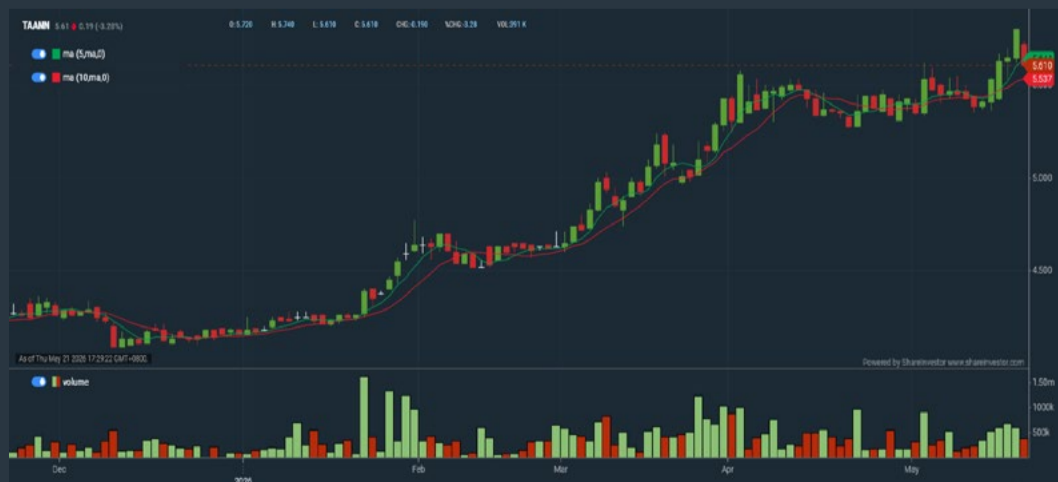 TAANN 5.61 0.19 (-3.28%) O: 5.720 H: 5.740 L: 5.610 C: 5.610 CHG:-0.190 %CHG:-3.28 VOL:391 K
ma (5,ma,0)
ma (10,ma,0)
5.610
5.537
5.000
4.500
As of Thu May 21 2026 17:29:22 GMT+0800.
Powered by ShareInvestor www.shareinvestor.com
volume
1.50m
1000k
500k
Dec
2026
Feb
Mar
Apr
May